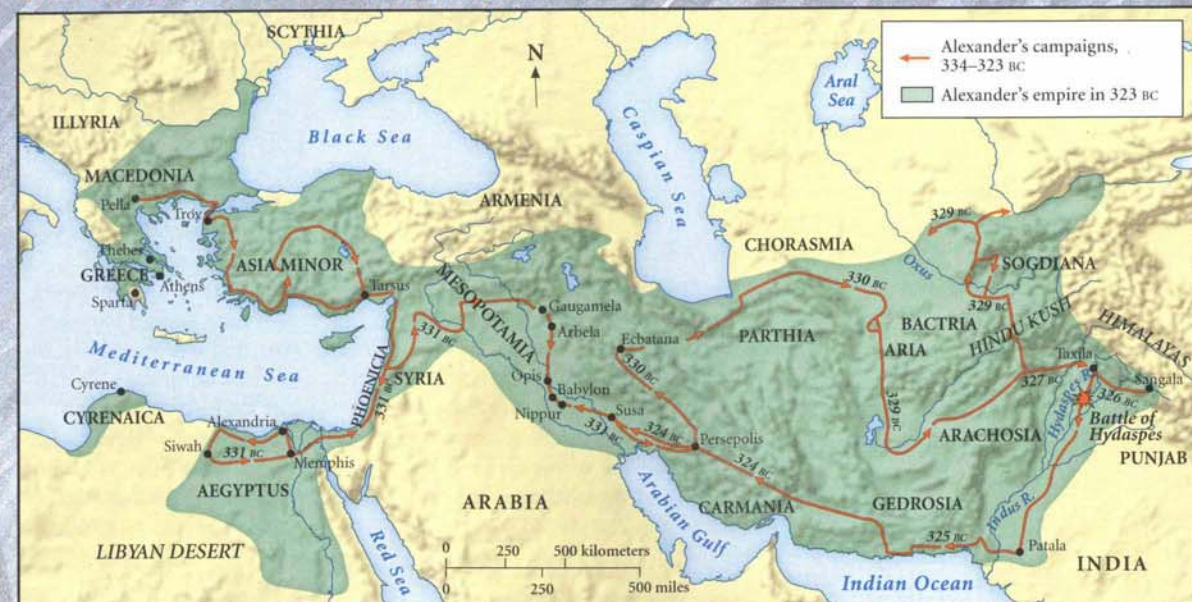 Alexander's campaigns,
334–323 BC
Alexander's empire in 323 BC
N
SCYTHIA
ILLYRIA
Black Sea
Caspian Sea
Aral
Sea
MACEDONIA
Pella
Troy
ARMENIA
CHORASMIA
329 BC
Oxus
SOGDIANA
329 BC
Thebes
GREECE
Athens
Sparta
ASIA MINOR
Tarsus
MESOPOTAMIA
Gaugamela
Arbela
331 BC
Ecbatana
330 BC
PARTHIA
330 BC
BACTRIA
ARIA
HINDU KUSH
HIMALAYAS
Taxila
Sangala
327 BC
326 BC
Mediterranean Sea
PHOENICIA
SYRIA
331 BC
Opis
Babylon
Nippur
Susa
331 BC
324 BC
Persepolis
329 BC
ARACHOSIA
Hydaspes R.
Battle of
Hydaspes
PUNJAB
Cyrene
CYRENAICA
Alexandria
Siwah
331 BC
Memphis
AEGYPTUS
LIBYAN DESERT
Red Sea
ARABIA
Arabian Gulf
CARMANIA
324 BC
GEDROSIA
325 BC
Indus R.
Patala
INDIA
Indian Ocean
0
250
500 kilometers
0
250
500 miles